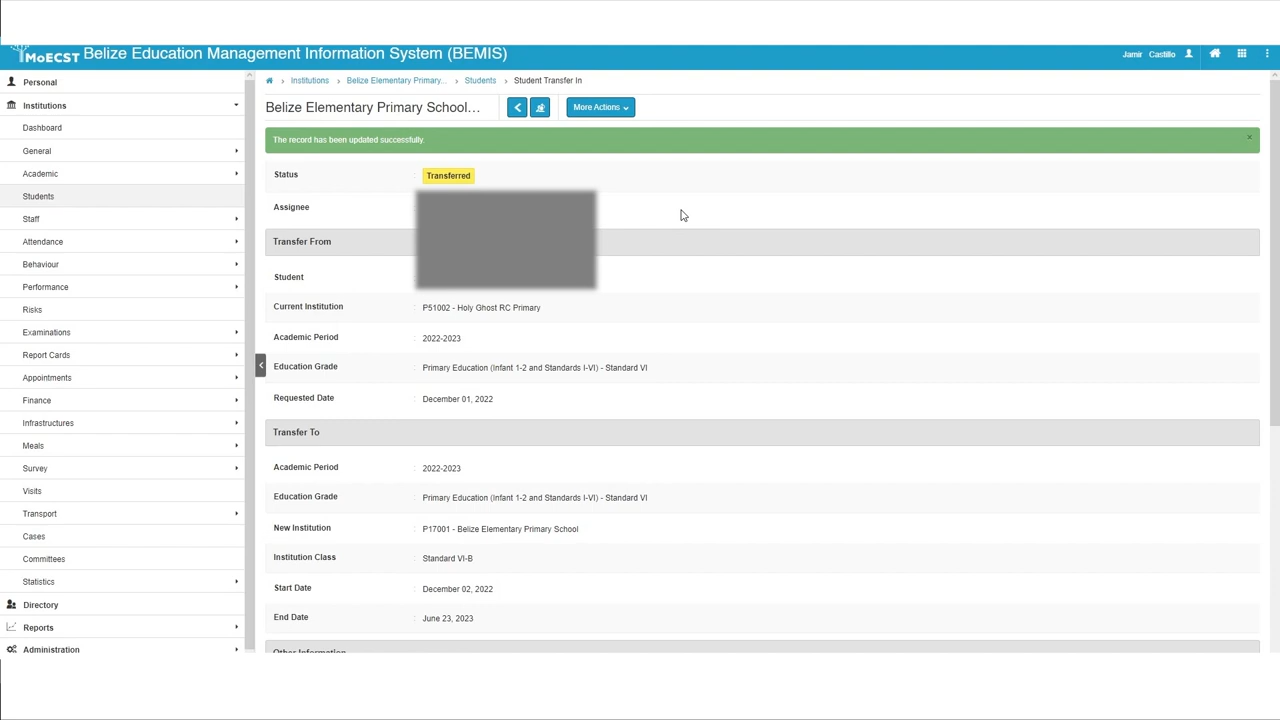 MoECST Belize Education Management Information System (BEMIS)
Jamir Castillo
Personal
Institutions
Dashboard
General
Academic
Students
Staff
Attendance
Behaviour
Performance
Risks
Examinations
Report Cards
Appointments
Finance
Infrastructures
Meals
Survey
Visits
Transport
Cases
Committees
Statistics
Directory
Reports
Administration
Institutions > Belize Elementary Primary... > Students > Student Transfer In
Belize Elementary Primary School...
More Actions
The record has been updated successfully. ×
Status : Transferred
Assignee
Transfer From
Student
Current Institution : P51002 - Holy Ghost RC Primary
Academic Period : 2022-2023
Education Grade : Primary Education (Infant 1-2 and Standards I-VI) - Standard VI
Requested Date : December 01, 2022
Transfer To
Academic Period : 2022-2023
Education Grade : Primary Education (Infant 1-2 and Standards I-VI) - Standard VI
New Institution : P17001 - Belize Elementary Primary School
Institution Class : Standard VI-B
Start Date : December 02, 2022
End Date : June 23, 2023
Other Information